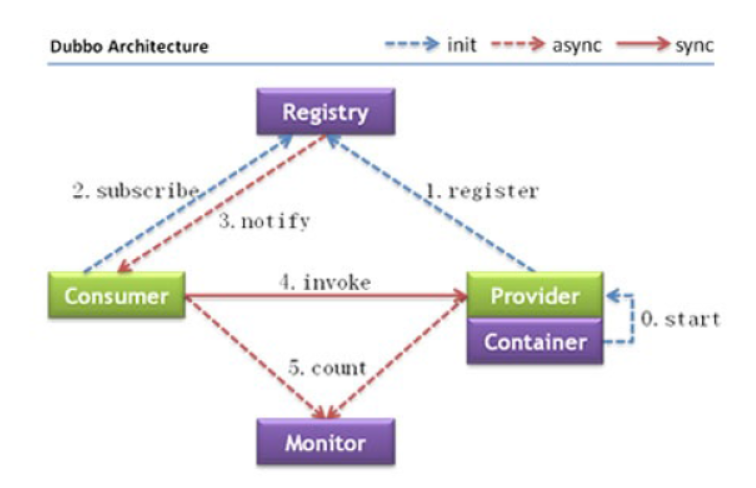 Dubbo Architecture
init
async
sync
Registry
2. subscribe
1. register
3. notify
Consumer
4. invoke
Provider
Container
0. start
5. count
Monitor